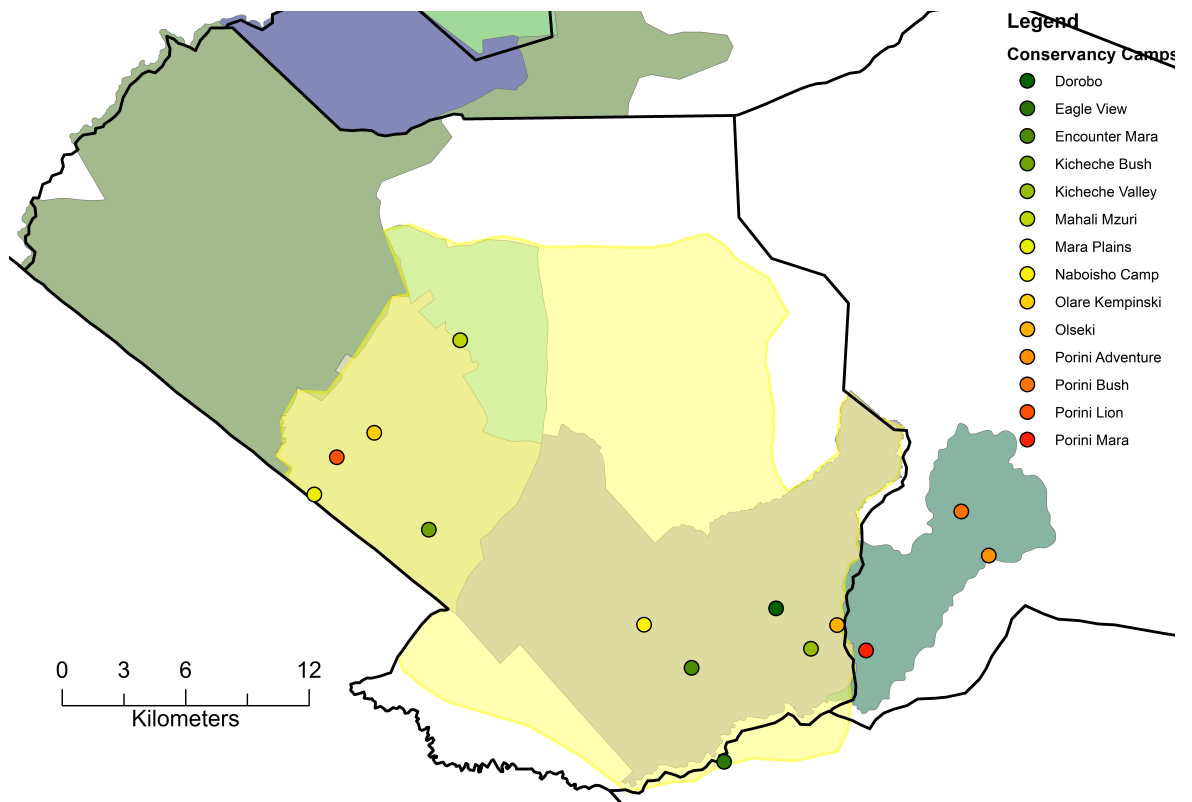 Legend
Conservancy Camps
Dorobo
Eagle View
Encounter Mara
Kicheche Bush
Kicheche Valley
Mahali Mzuri
Mara Plains
Naboisho Camp
Olare Kempinski
Olseki
Porini Adventure
Porini Bush
Porini Lion
Porini Mara
0 3 6 12
Kilometers